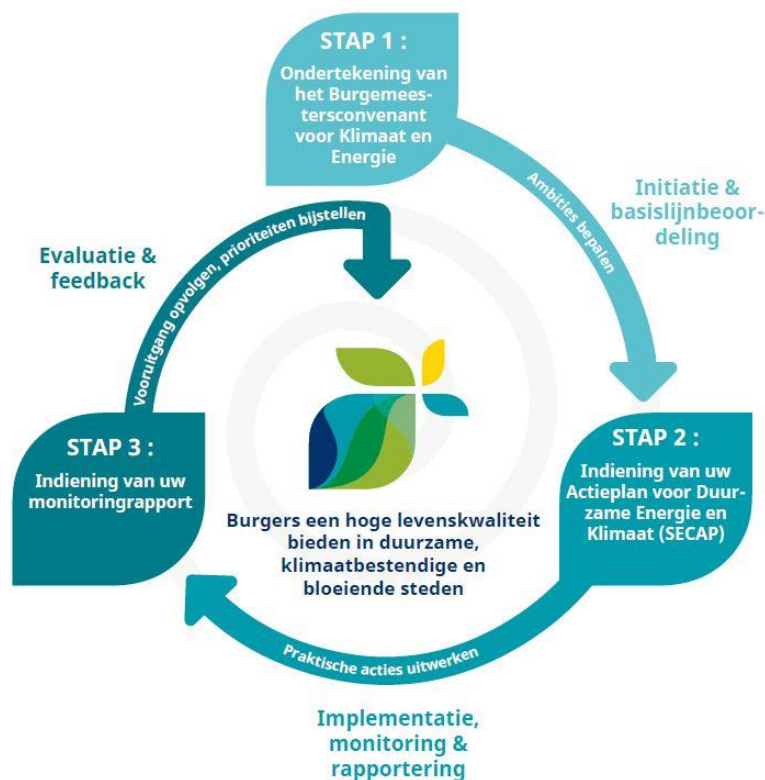 STAP 1 :
Ondertekening van
het Burgemees-
tersconvenant
voor Klimaat en
Energie
Ambities bepalen
Initiatie &
basislijnbeoor-
deling
STAP 2 :
Indiening van uw
Actieplan voor Duur-
zame Energie en
Klimaat (SECAP)
Praktische acties uitwerken
Implementatie,
monitoring &
rapportering
STAP 3 :
Indiening van uw
monitoringrapport
Vooruitgang opvolgen, prioriteiten bijstellen
Evaluatie &
feedback
Burgers een hoge levenskwaliteit
bieden in duurzame,
klimaatbestendige en
bloeiende steden